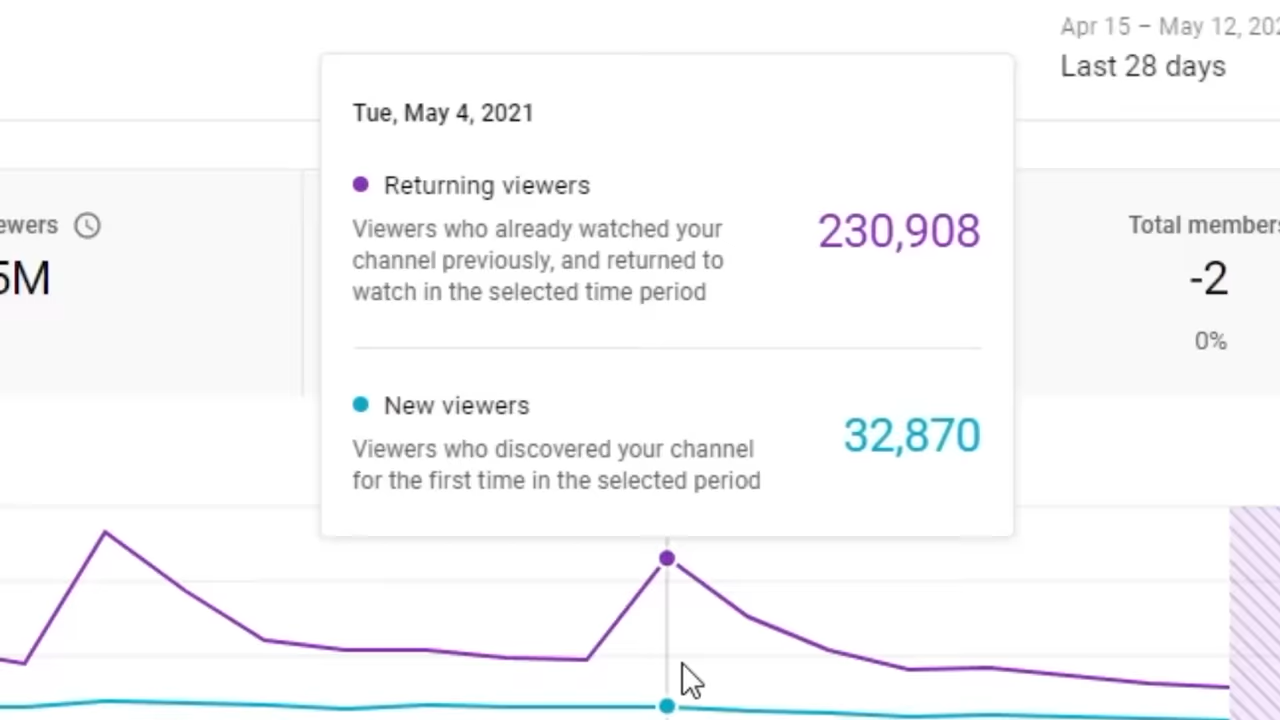 Apr 15 – May 12, 202
Last 28 days
Tue, May 4, 2021
Returning viewers
Viewers who already watched your
channel previously, and returned to
watch in the selected time period
230,908
New viewers
Viewers who discovered your channel
for the first time in the selected period
32,870
ewers
5M
Total members
-2
0%